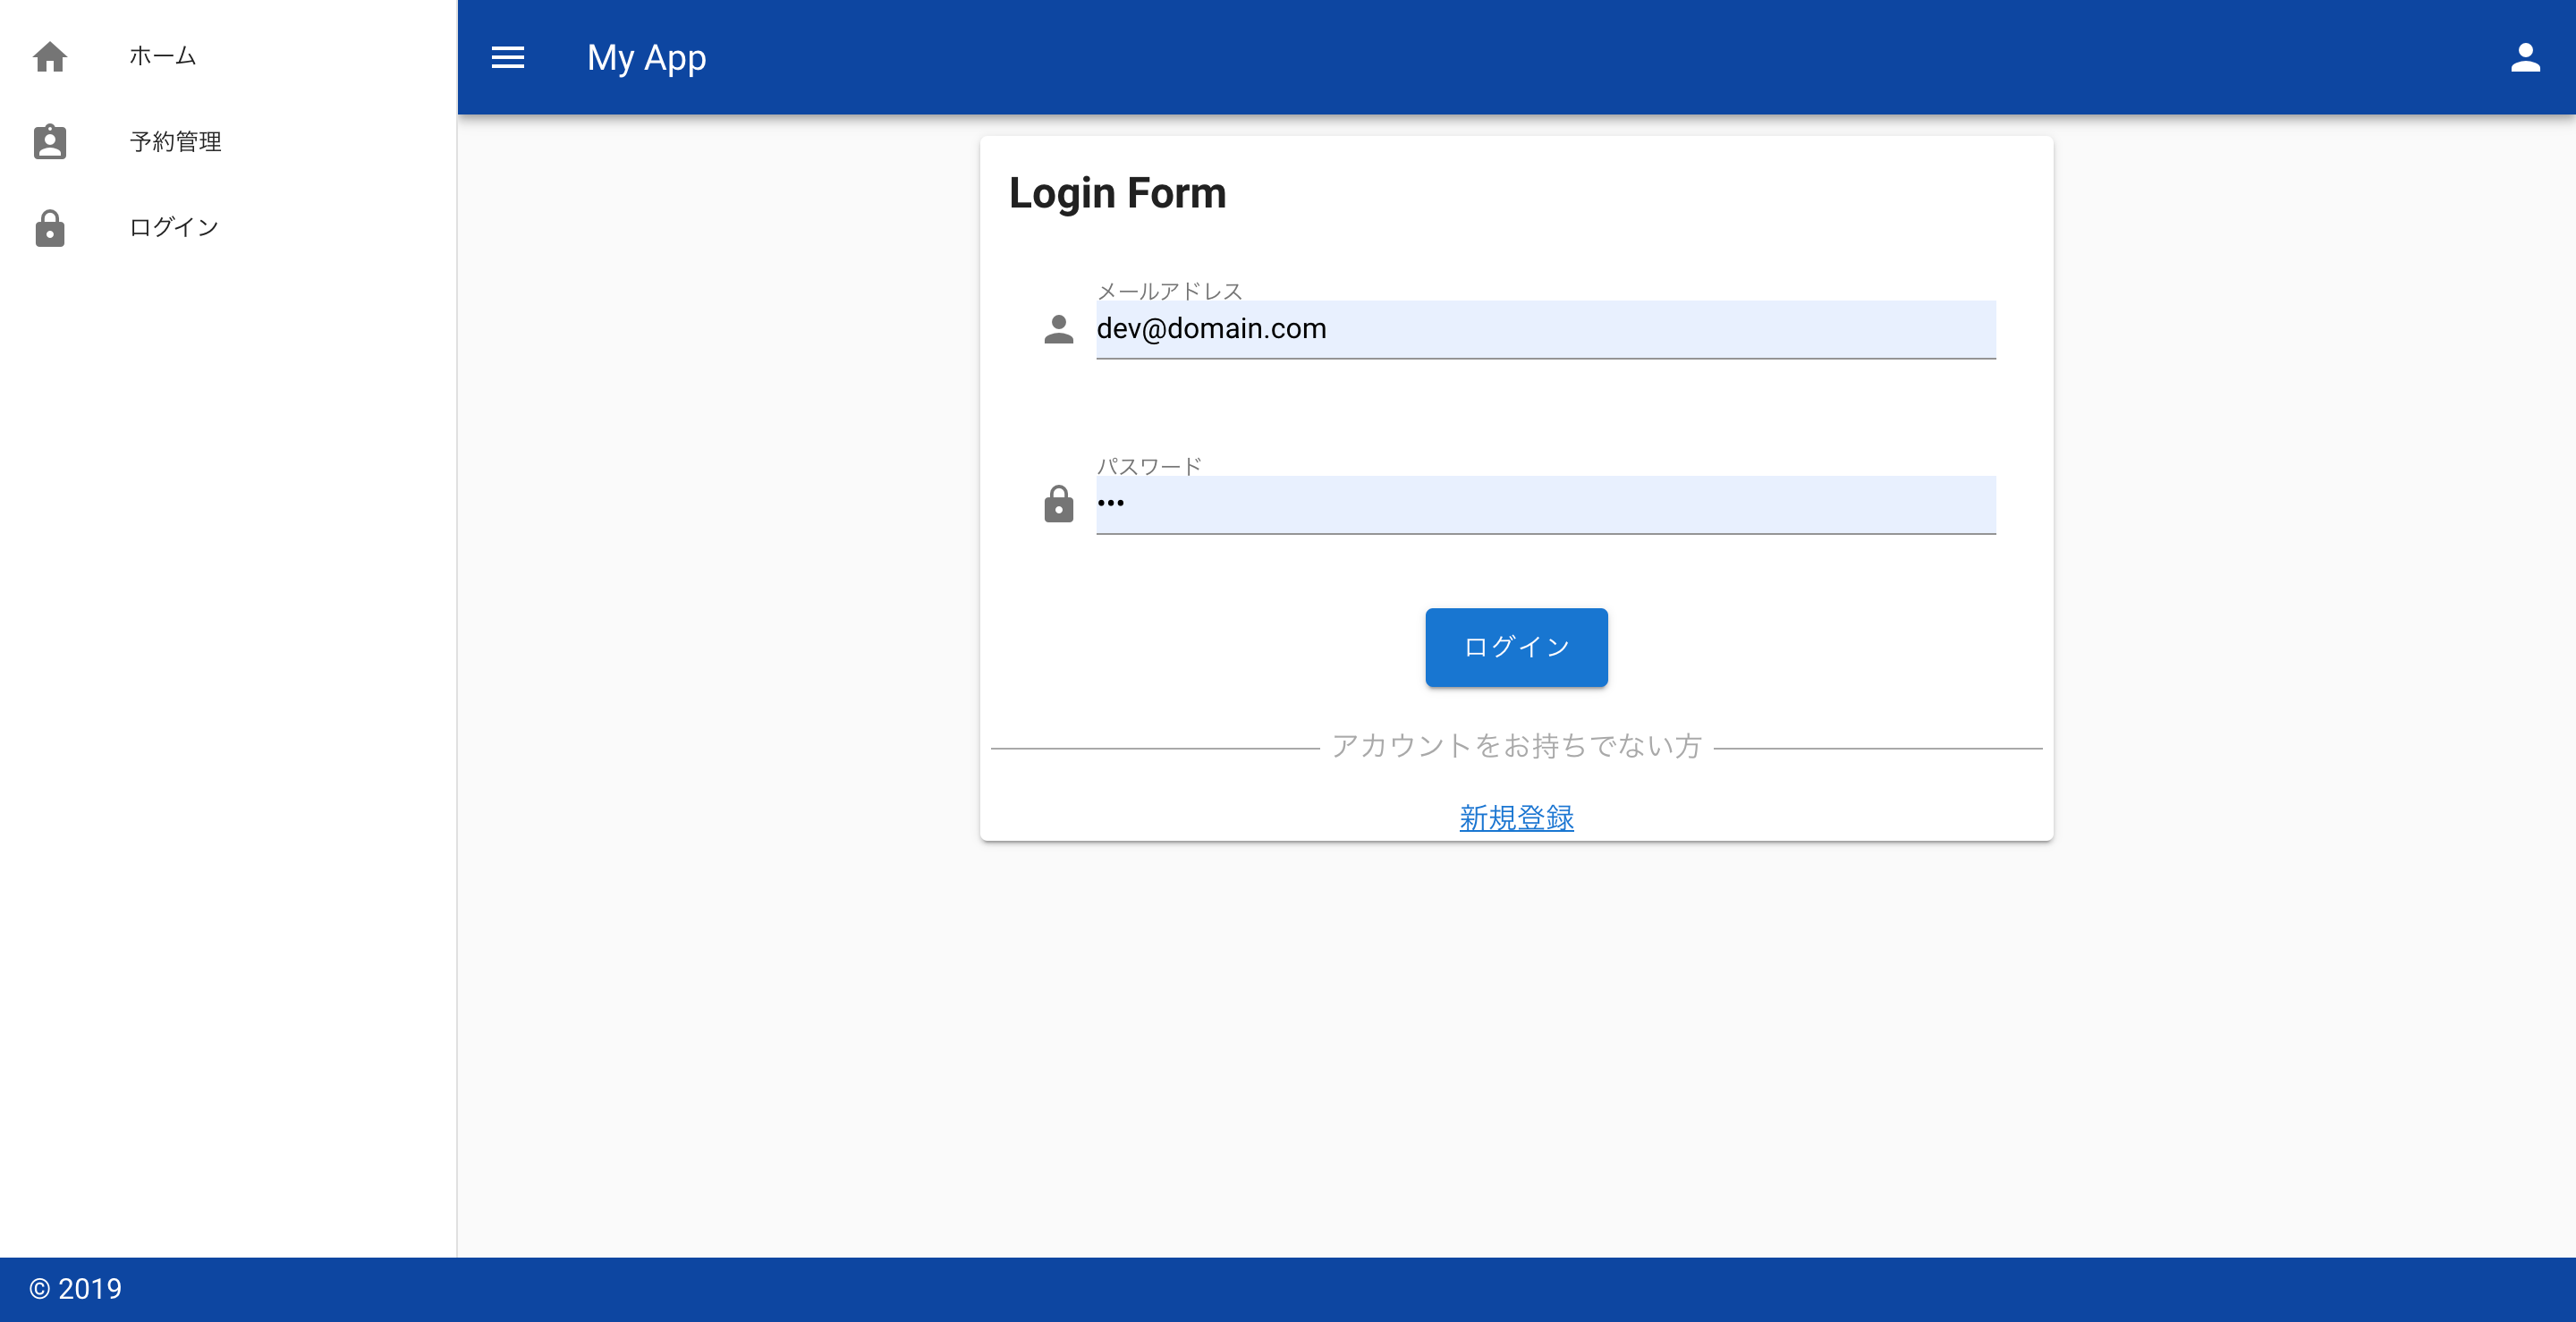 ホーム
予約管理
ログイン
My App
Login Form
メールアドレス
dev@domain.com
パスワード
•••
ログイン
アカウントをお持ちでない方
新規登録
© 2019